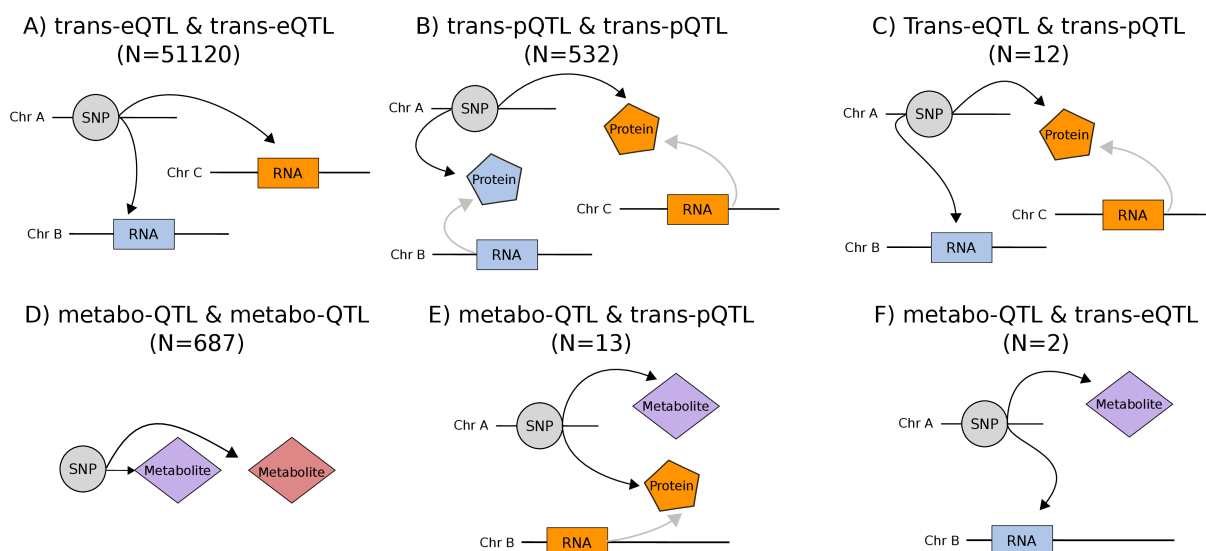 A) trans-eQTL & trans-eQTL
(N=51120)
Chr A
SNP
Chr C
RNA
Chr B
RNA
B) trans-pQTL & trans-pQTL
(N=532)
Chr A
SNP
Protein
Protein
Chr C
RNA
Chr B
RNA
C) Trans-eQTL & trans-pQTL
(N=12)
Chr A
SNP
Protein
Chr C
RNA
Chr B
RNA
D) metabo-QTL & metabo-QTL
(N=687)
SNP
Metabolite
Metabolite
E) metabo-QTL & trans-pQTL
(N=13)
Metabolite
Chr A
SNP
Protein
Chr B
RNA
F) metabo-QTL & trans-eQTL
(N=2)
Metabolite
Chr A
SNP
Chr B
RNA